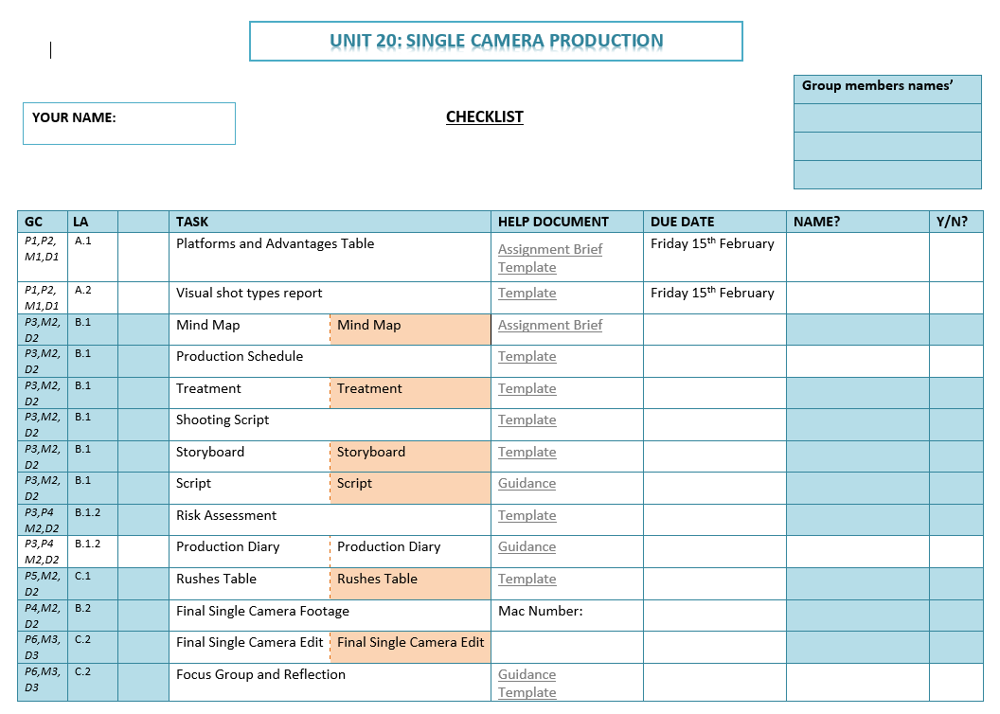 UNIT 20: SINGLE CAMERA PRODUCTION
Group members names’
YOUR NAME:
CHECKLIST
GC LA TASK HELP DOCUMENT DUE DATE NAME? Y/N?
P1,P2, A.1 Platforms and Advantages Table Assignment Brief Friday 15th February
M1,D1 Template
P1,P2, A.2 Visual shot types report Template Friday 15th February
M1,D1
P3,M2, B.1 Mind Map Mind Map Assignment Brief
D2
P3,M2, B.1 Production Schedule Template
D2
P3,M2, B.1 Treatment Treatment Template
D2
P3,M2, B.1 Shooting Script Template
D2
P3,M2, B.1 Storyboard Storyboard Template
D2
P3,M2, B.1 Script Script Guidance
D2
P3,P4 B.1.2 Risk Assessment Template
M2,D2
P3,P4 B.1.2 Production Diary Production Diary Guidance
M2,D2
P5,M2, C.1 Rushes Table Rushes Table Template
D2
P4,M2, B.2 Final Single Camera Footage Mac Number:
D2
P6,M3, C.2 Final Single Camera Edit Final Single Camera Edit
D3
P6,M3, C.2 Focus Group and Reflection Guidance
D3 Template